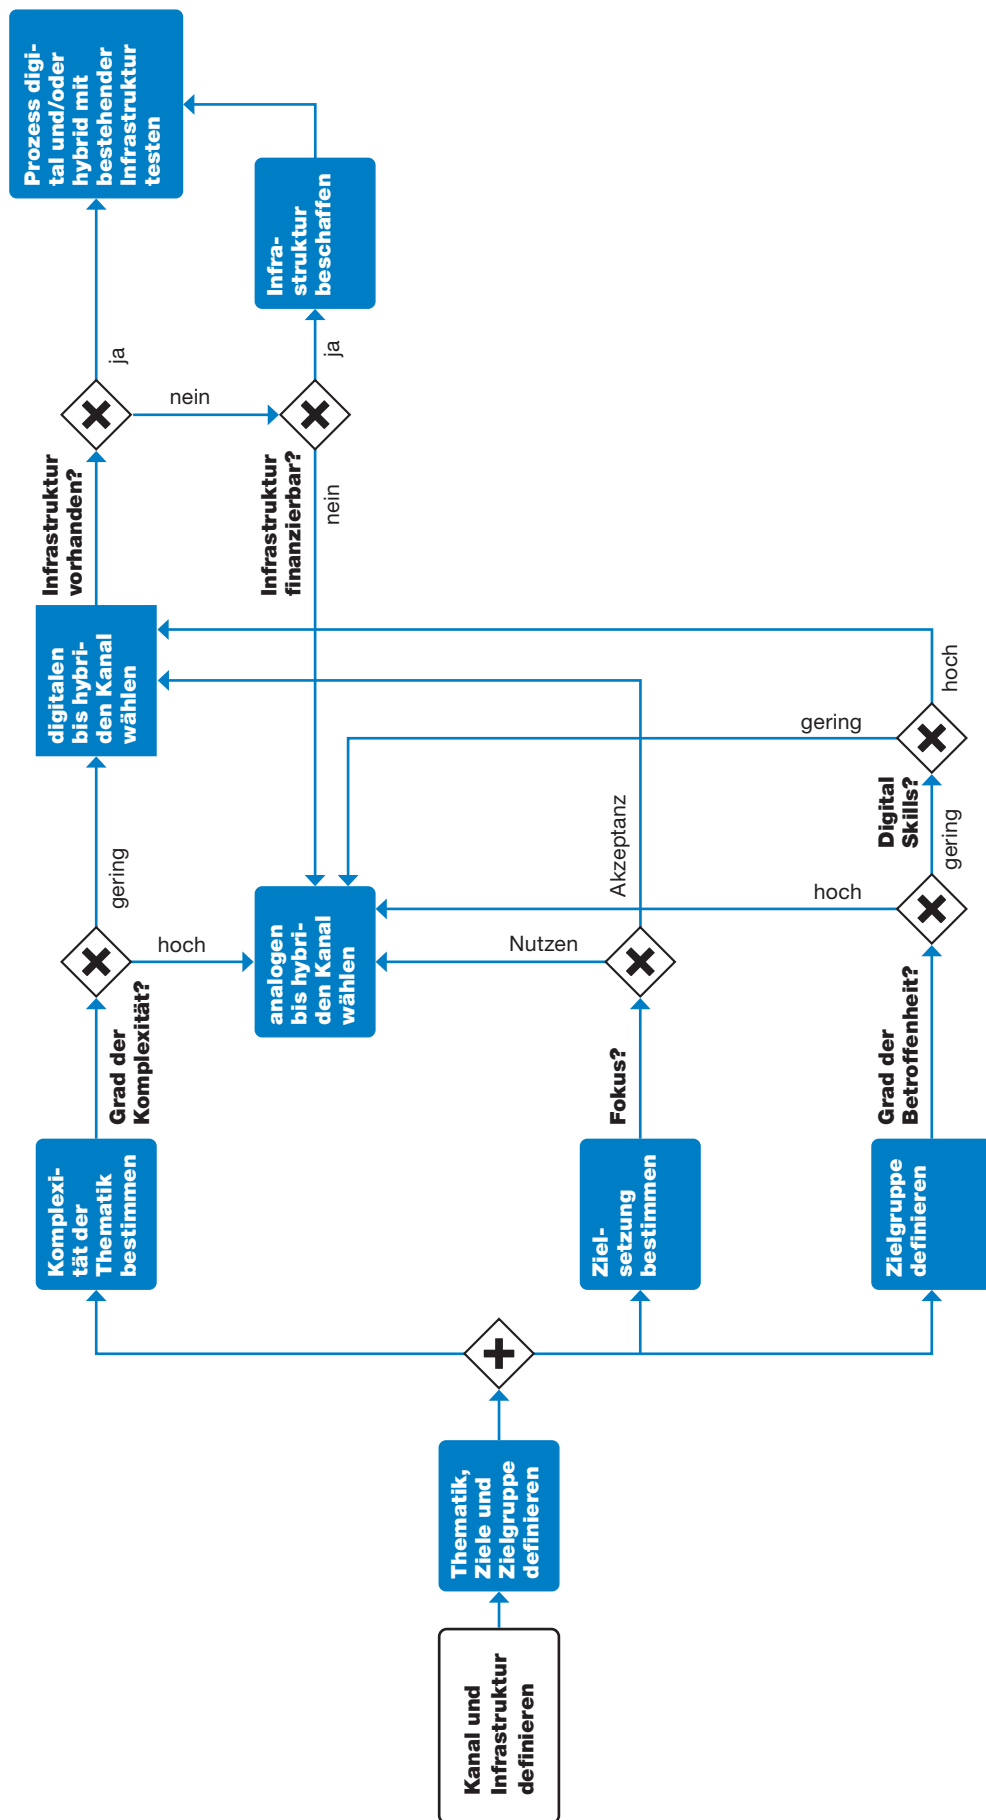 Kanal und
Infrastruktur
definieren
Thematik,
Ziele und
Zielgruppe
definieren
Komplexi-
tät der
Thematik
bestimmen
Grad der
Komplexität?
gering
hoch
digitalen
bis hybri-
den Kanal
wählen
Infrastruktur
vorhanden?
ja
nein
Prozess digi-
tal und/oder
hybrid mit
bestehender
Infrastruktur
testen
analogen
bis hybri-
den Kanal
wählen
Infrastruktur
finanzierbar?
nein
ja
Infra-
struktur
beschaffen
Ziel-
setzung
bestimmen
Fokus?
Nutzen
Akzeptanz
Zielgruppe
definieren
Grad der
Betroffenheit?
hoch
gering
Digital
Skills?
gering
hoch